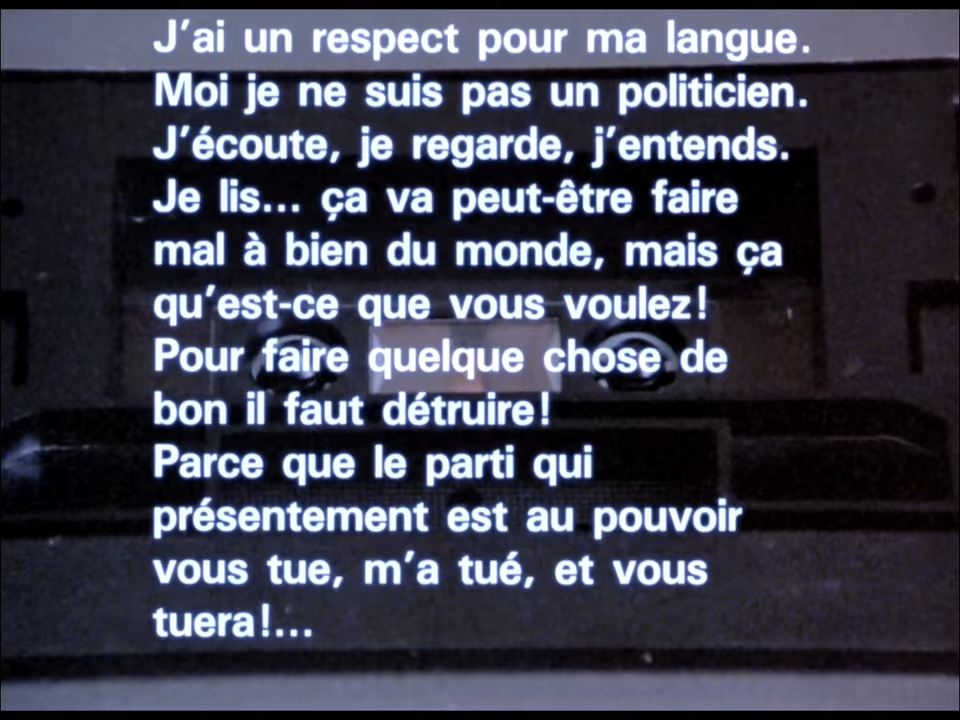 J'ai un respect pour ma langue.
Moi je ne suis pas un politicien.
J'écoute, je regarde, j'entends.
Je lis... ça va peut-être faire
mal à bien du monde, mais ça
qu'est-ce que vous voulez!
Pour faire quelque chose de
bon il faut détruire!
Parce que le parti qui
présentement est au pouvoir
vous tue, m'a tué, et vous
tuera!...